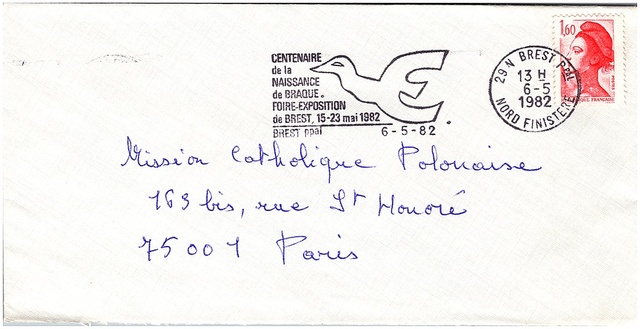 CENTENAIRE
de la
NAISSANCE
de BRAQUE.
FOIRE-EXPOSITION
de BREST, 15-23 mai 1982
BREST ppal 6-5-82
29 N BREST Ppal
13 H
6-5
1982
NORD FINISTERE
1,60
Mission Catholique Polonaise
163 bis, rue St Honoré
75001 Paris